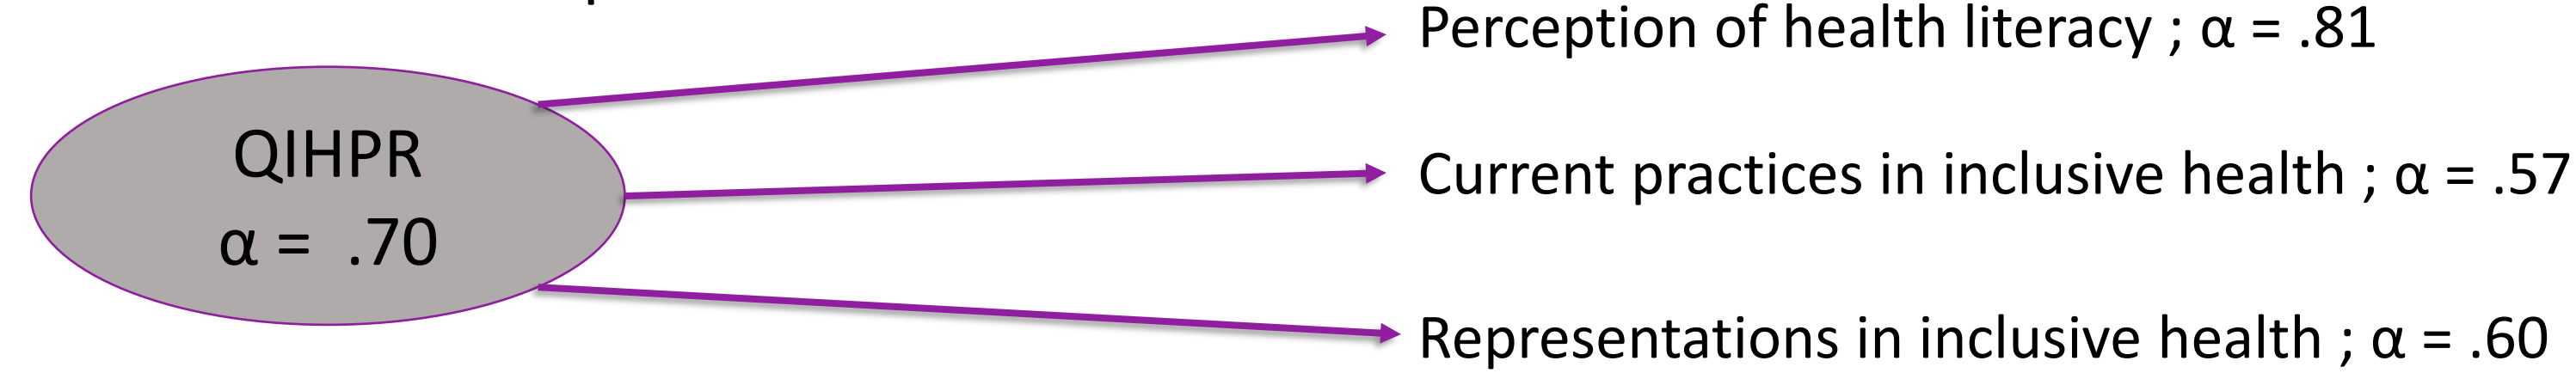 Perception of health literacy ; α = .81
QIHPR
α = .70
Current practices in inclusive health ; α = .57
Representations in inclusive health ; α = .60